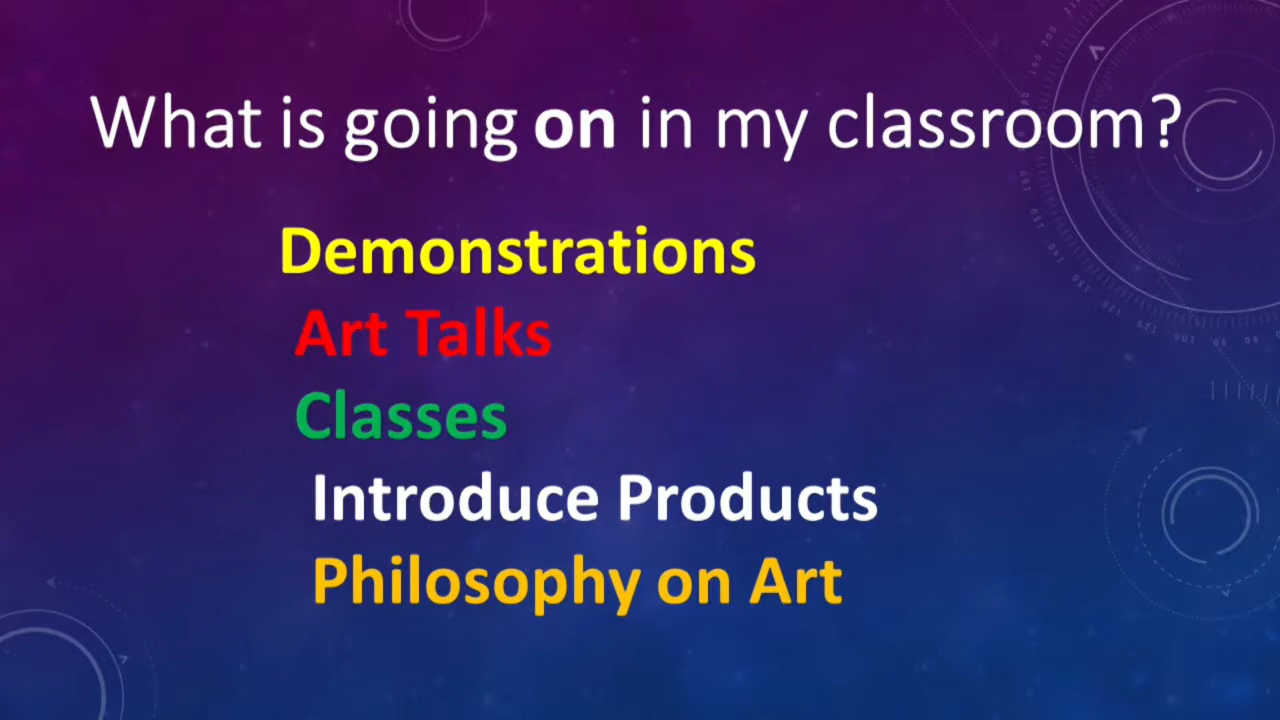 What is going on in my classroom?
Demonstrations
Art Talks
Classes
Introduce Products
Philosophy on Art